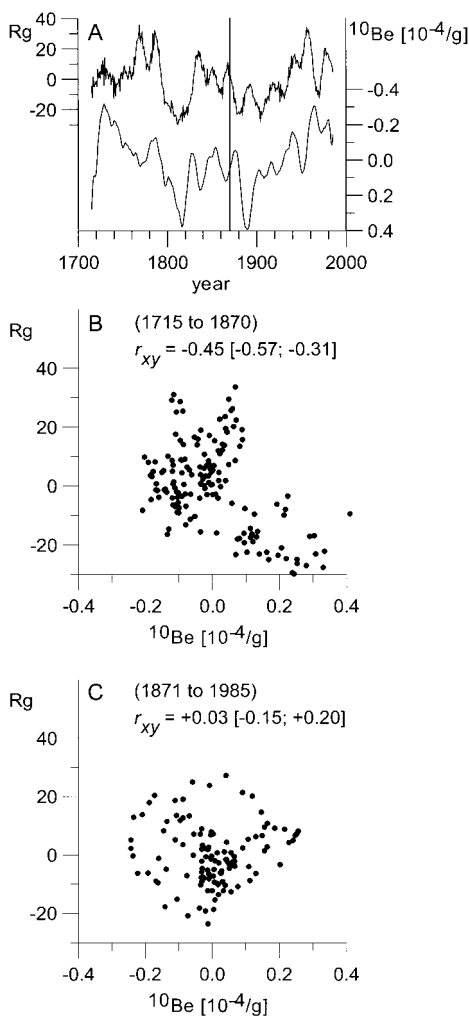 Rg
40
20
0
-20
A
10Be [10-4/g]
-0.4
-0.2
0.0
0.2
0.4
1700 1800 1900 2000
year
Rg
B
(1715 to 1870)
rxy = -0.45 [-0.57; -0.31]
40
20
0
-20
-0.4 -0.2 0.0 0.2 0.4
10Be [10-4/g]
Rg
C
(1871 to 1985)
rxy = +0.03 [-0.15; +0.20]
40
20
0
-20
-0.4 -0.2 0.0 0.2 0.4
10Be [10-4/g]